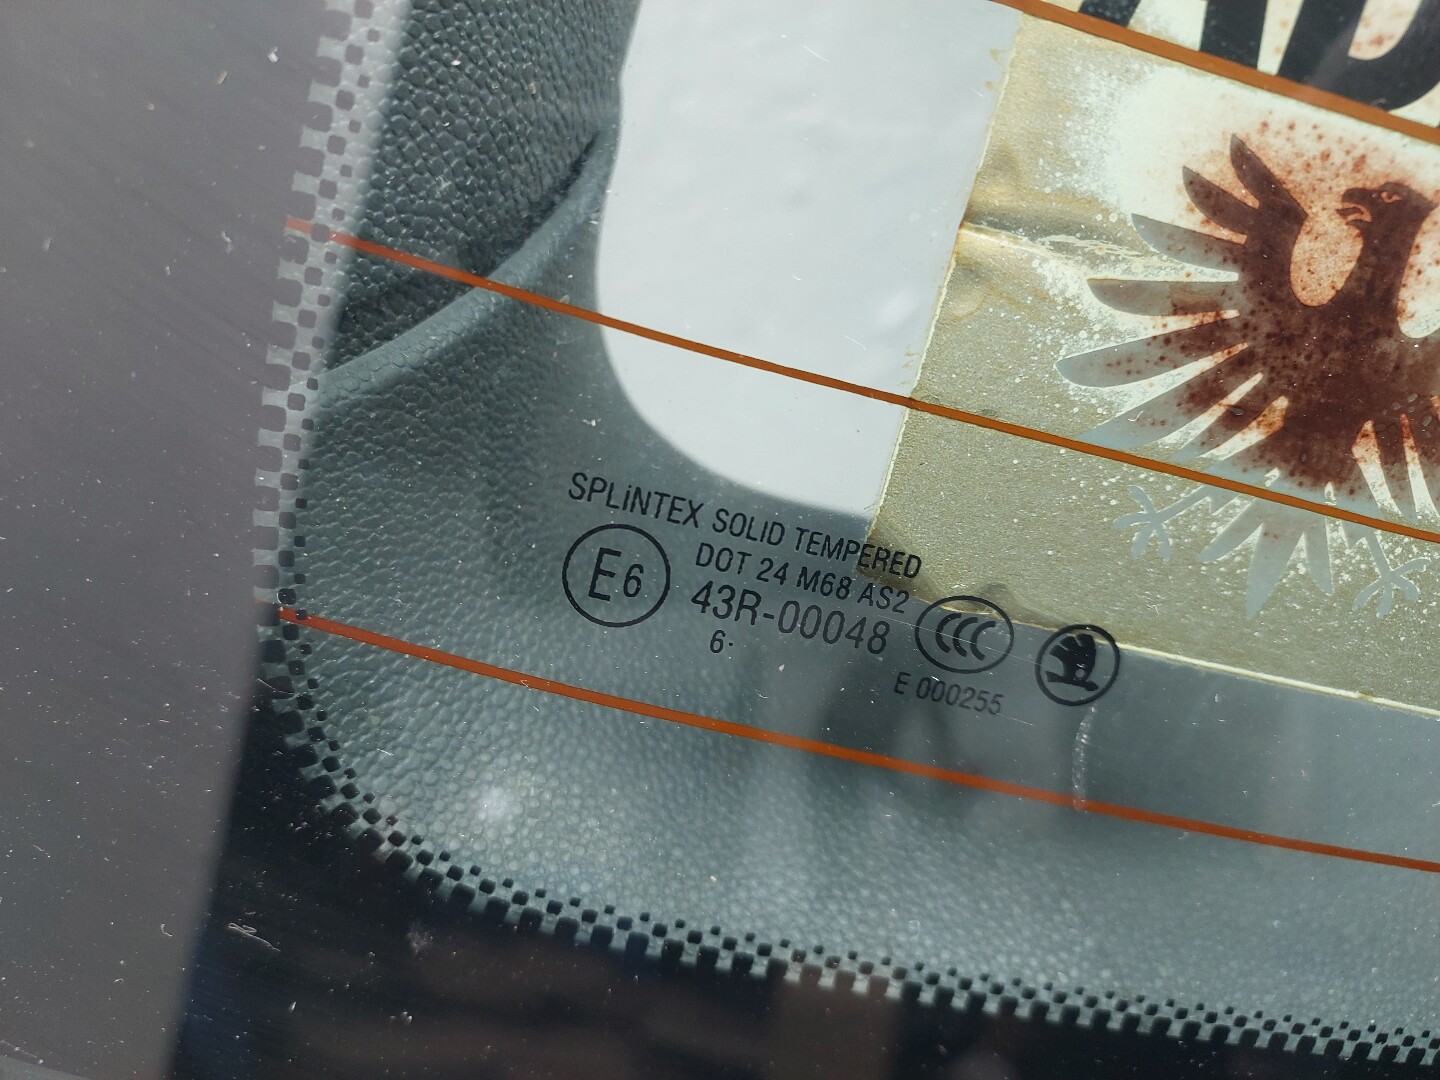 SPLiNTEX SOLID TEMPERED
E6
DOT 24 M68 AS2
43R-00048
6·
CCC
E 000255